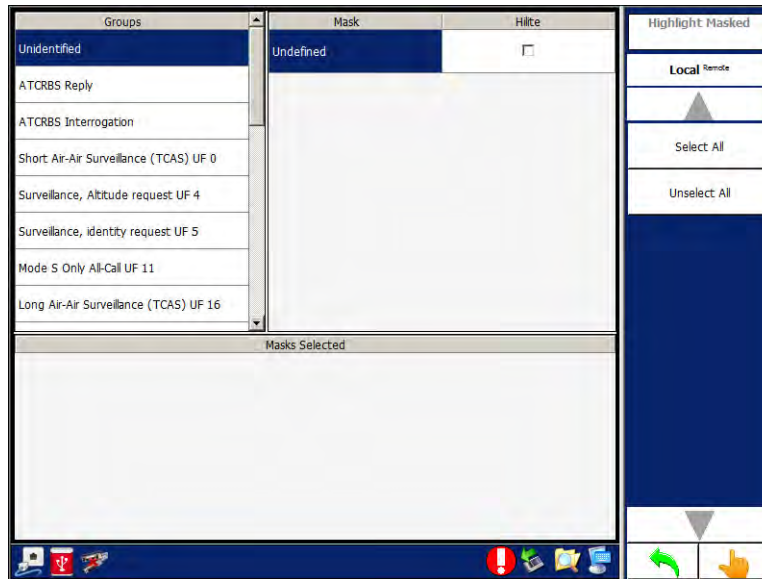 Groups
Mask
Hilite
Highlight Masked
Unidentified
Undefined
Local Remote
ATCRBS Reply
ATCRBS Interrogation
Short Air-Air Surveillance (TCAS) UF 0
Select All
Surveillance, Altitude request UF 4
Unselect All
Surveillance, identity request UF 5
Mode S Only All-Call UF 11
Long Air-Air Surveillance (TCAS) UF 16
Masks Selected